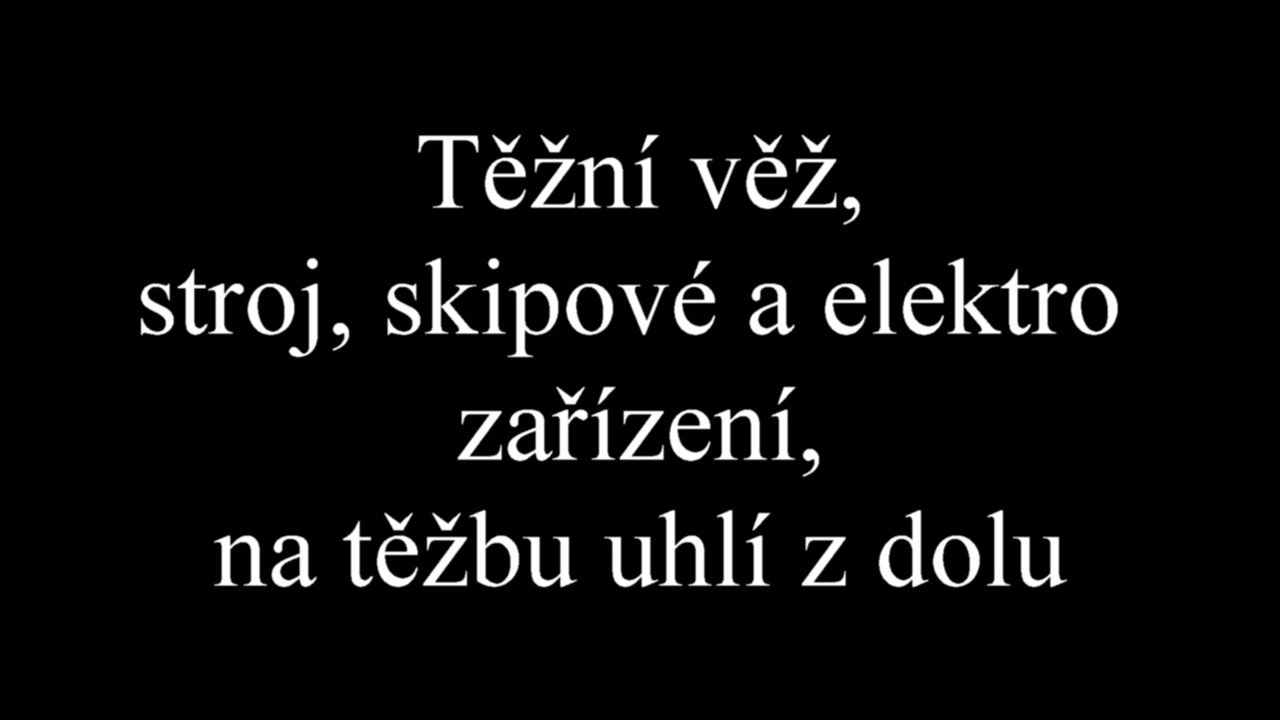 Těžní věž,
stroj, skipové a elektro
zařízení,
na těžbu uhlí z dolu